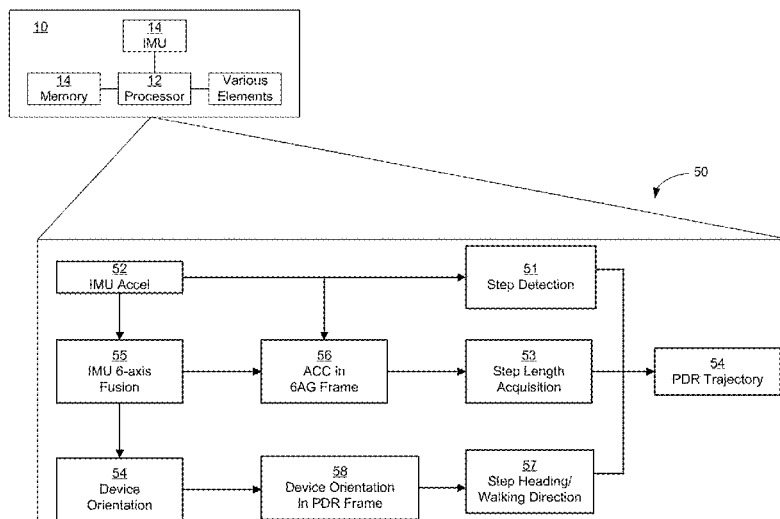 10
14
IMU
14
Memory
12
Processor
Various
Elements
50
52
IMU Accel
51
Step Detection
55
IMU 6-axis
Fusion
56
ACC in
6AG Frame
53
Step Length
Acquisition
54
PDR Trajectory
54
Device
Orientation
58
Device Orientation
In PDR Frame
57
Step Heading/
Walking Direction